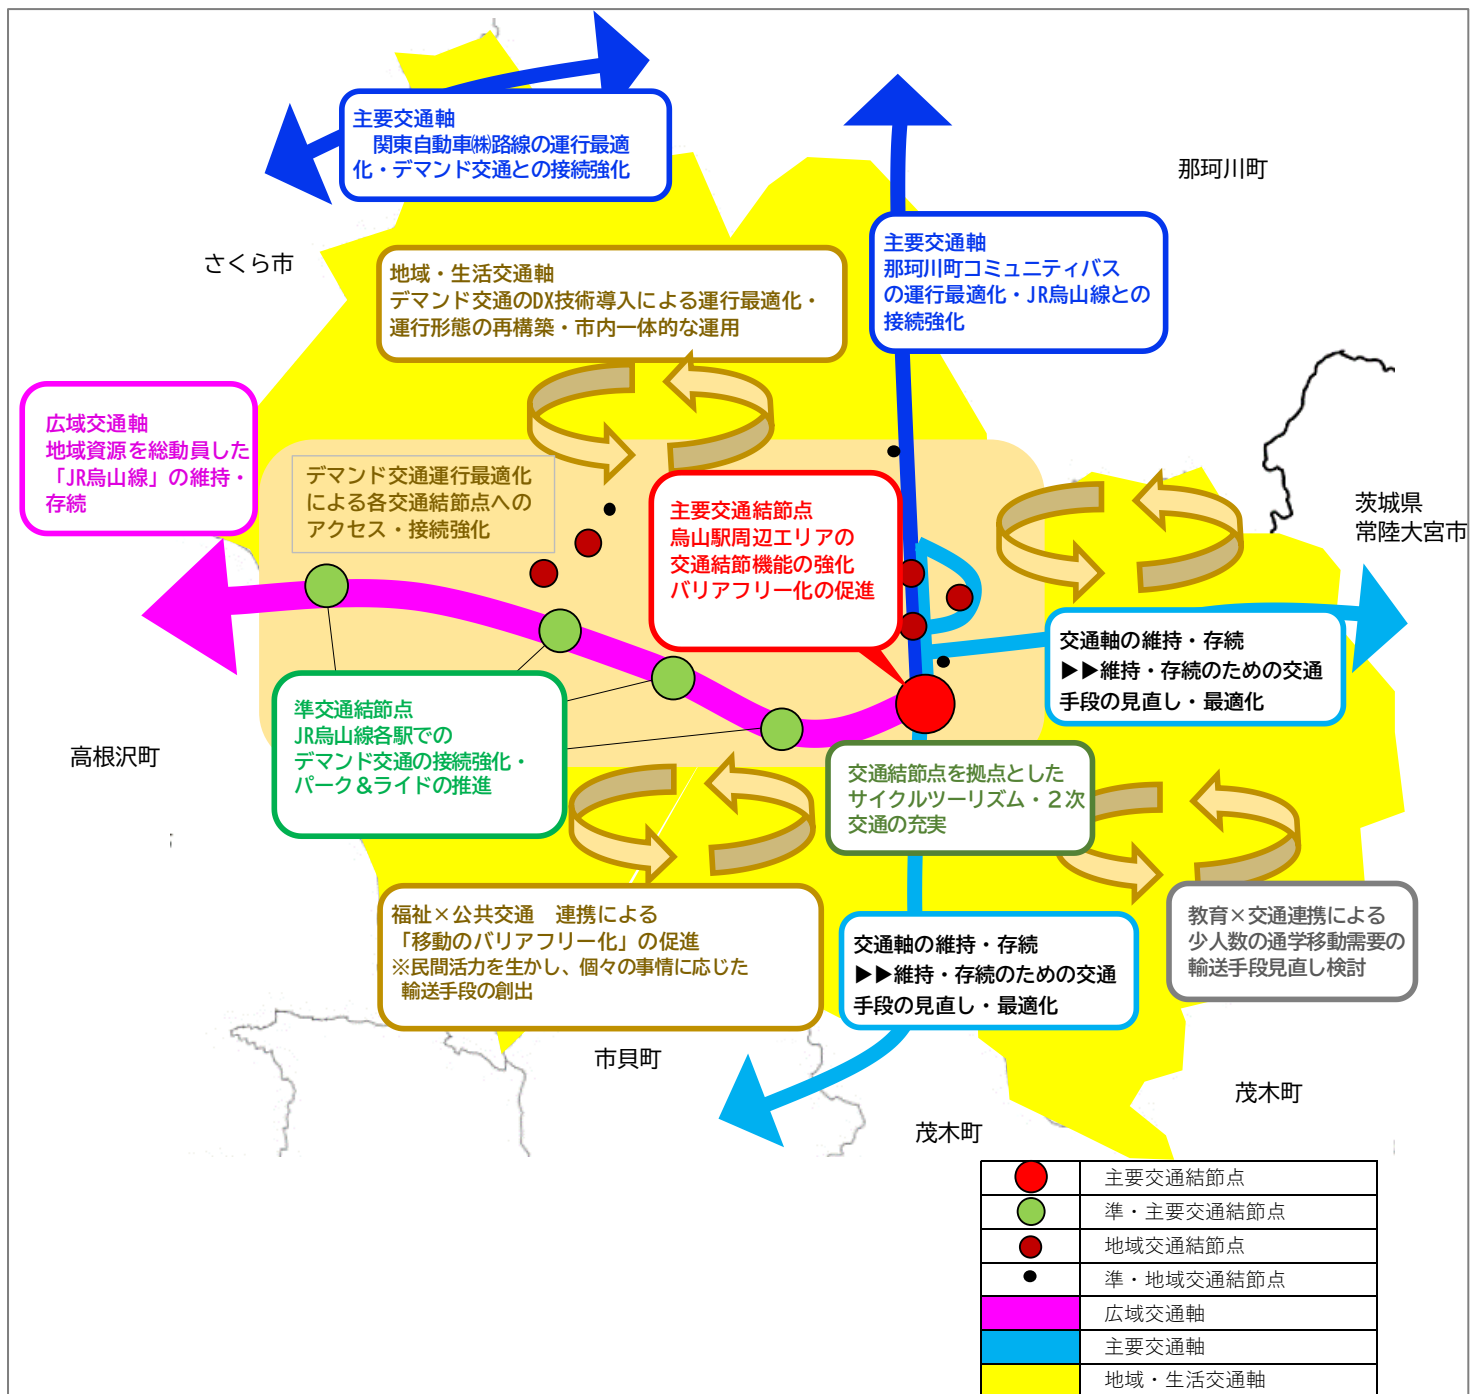 主要交通軸
関東自動車㈱路線の運行最適
化・デマンド交通との接続強化
那珂川町
さくら市
主要交通軸
那珂川町コミュニティバス
の運行最適化・JR烏山線との
接続強化
地域・生活交通軸
デマンド交通のDX技術導入による運行最適化・
運行形態の再構築・市内一体的な運用
広域交通軸
地域資源を総動員した
「JR烏山線」の維持・
存続
デマンド交通運行最適化
による各交通結節点への
アクセス・接続強化
主要交通結節点
烏山駅周辺エリアの
交通結節機能の強化
バリアフリー化の促進
茨城県
常陸大宮市
交通軸の維持・存続
▶▶維持・存続のための交通
手段の見直し・最適化
準交通結節点
JR烏山線各駅での
デマンド交通の接続強化・
パーク&ライドの推進
高根沢町
交通結節点を拠点とした
サイクルツーリズム・2次
交通の充実
福祉×公共交通　連携による
「移動のバリアフリー化」の促進
※民間活力を生かし、個々の事情に応じた
輸送手段の創出
交通軸の維持・存続
▶▶維持・存続のための交通
手段の見直し・最適化
教育×交通連携による
少人数の通学移動需要の
輸送手段見直し検討
市貝町
茂木町
茂木町
主要交通結節点
準・主要交通結節点
地域交通結節点
準・地域交通結節点
広域交通軸
主要交通軸
地域・生活交通軸